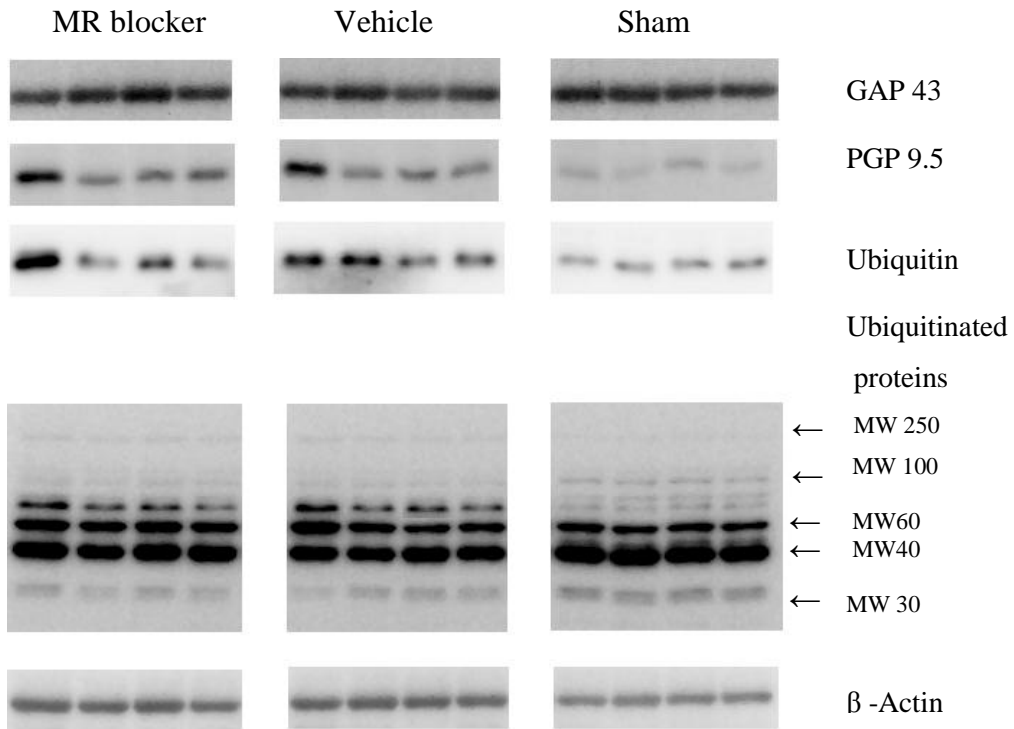 MR blocker Vehicle Sham
GAP 43
PGP 9.5
Ubiquitin
Ubiquitinated
proteins
← MW 250
← MW 100
← MW60
← MW40
← MW 30
β -Actin